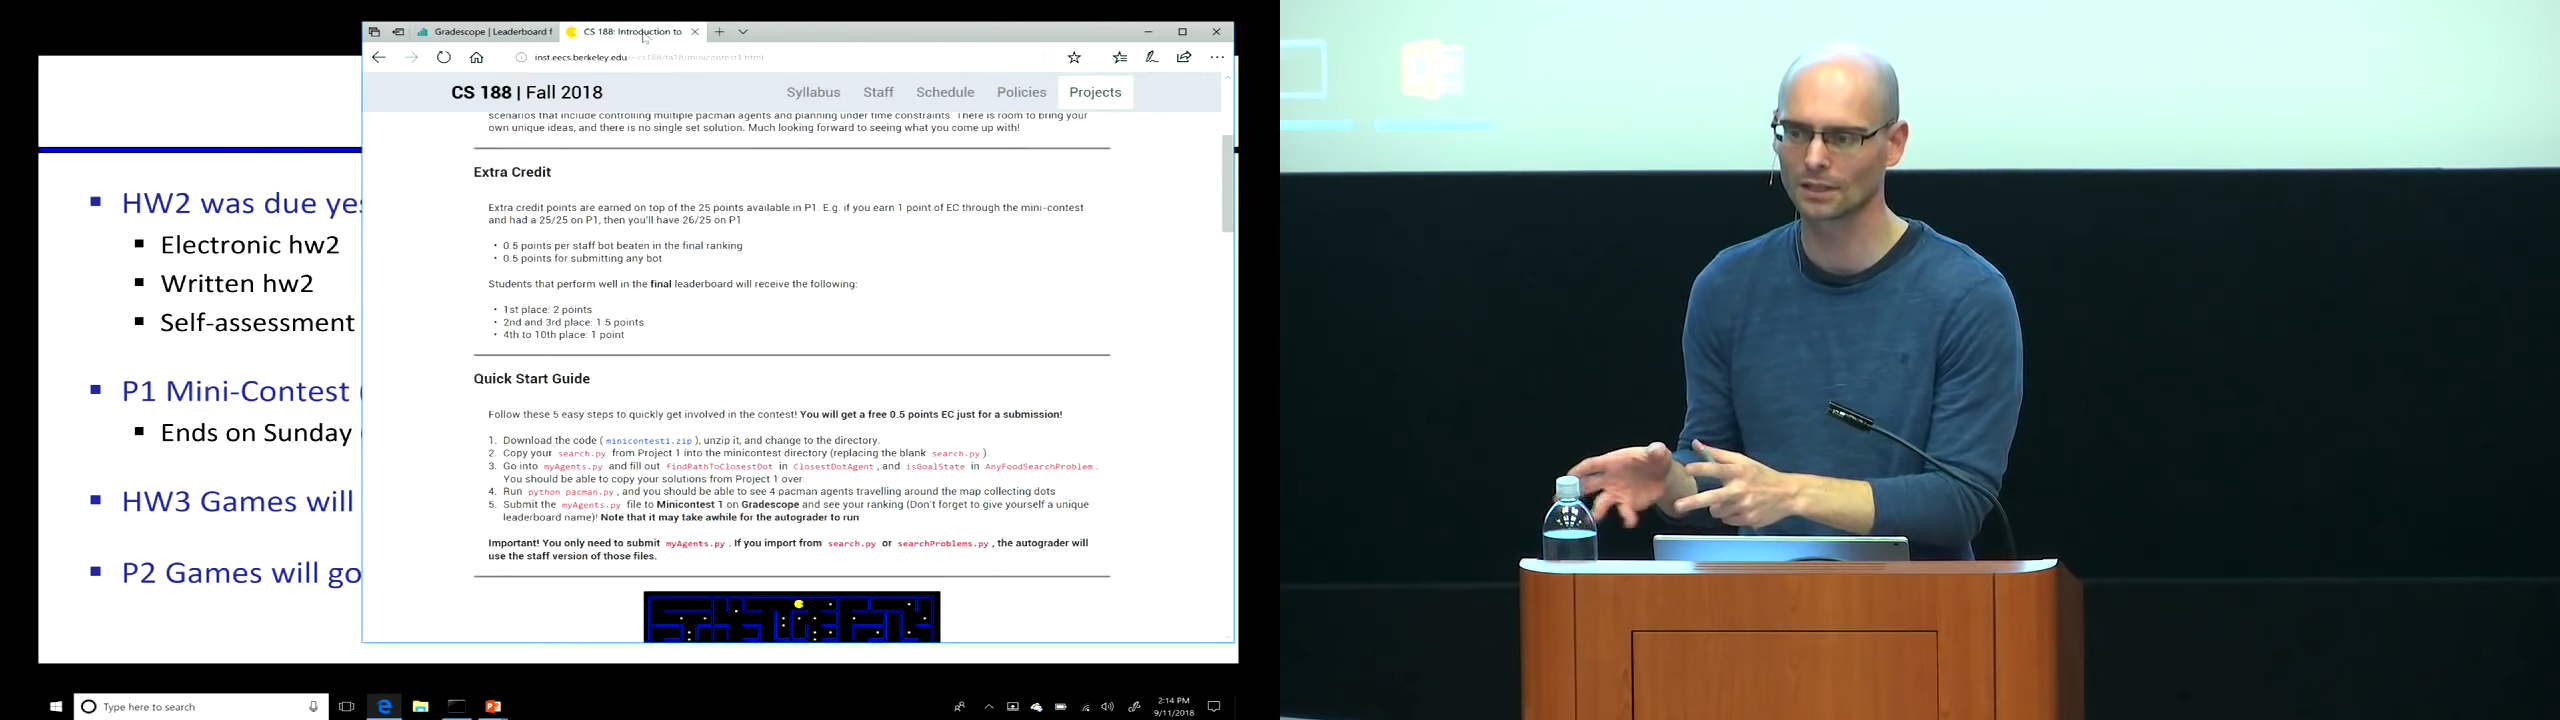 Gradescope | Leaderboard f
CS 188: Introduction to
inst.eecs.berkeley.edu/~cs188/fa18/minicontest1.html
CS 188 | Fall 2018
Syllabus
Staff
Schedule
Policies
Projects
scenarios that include controlling multiple pacman agents and planning under time constraints. There is room to bring your
own unique ideas, and there is no single set solution. Much looking forward to seeing what you come up with!
Extra Credit
Extra credit points are earned on top of the 25 points available in P1. E.g. if you earn 1 point of EC through the mini-contest
and had a 25/25 on P1, then you'll have 26/25 on P1
• 0.5 points per staff bot beaten in the final ranking
• 0.5 points for submitting any bot
Students that perform well in the final leaderboard will receive the following:
• 1st place: 2 points
• 2nd and 3rd place: 1 5 points
• 4th to 10th place: 1 point
Quick Start Guide
Follow these 5 easy steps to quickly get involved in the contest! You will get a free 0.5 points EC just for a submission!
1. Download the code ( minicontest1.zip ), unzip it, and change to the directory.
2. Copy your search.py from Project 1 into the minicontest directory (replacing the blank search.py )
3. Go into myAgents.py and fill out findPathToClosestDot in ClosestDotAgent , and isGoalState in AnyFoodSearchProblem .
You should be able to copy your solutions from Project 1 over.
4. Run python pacman.py , and you should be able to see 4 pacman agents travelling around the map collecting dots
5. Submit the myAgents.py file to Minicontest 1 on Gradescope and see your ranking (Don't forget to give yourself a unique
leaderboard name)! Note that it may take awhile for the autograder to run
Important! You only need to submit myAgents.py . If you import from search.py or searchProblems.py , the autograder will
use the staff version of those files.
▪ HW2 was due yes
▪ Electronic hw2
▪ Written hw2
▪ Self-assessment
▪ P1 Mini-Contest
▪ Ends on Sunday
▪ HW3 Games will
▪ P2 Games will go
Type here to search
2:14 PM
9/11/2018